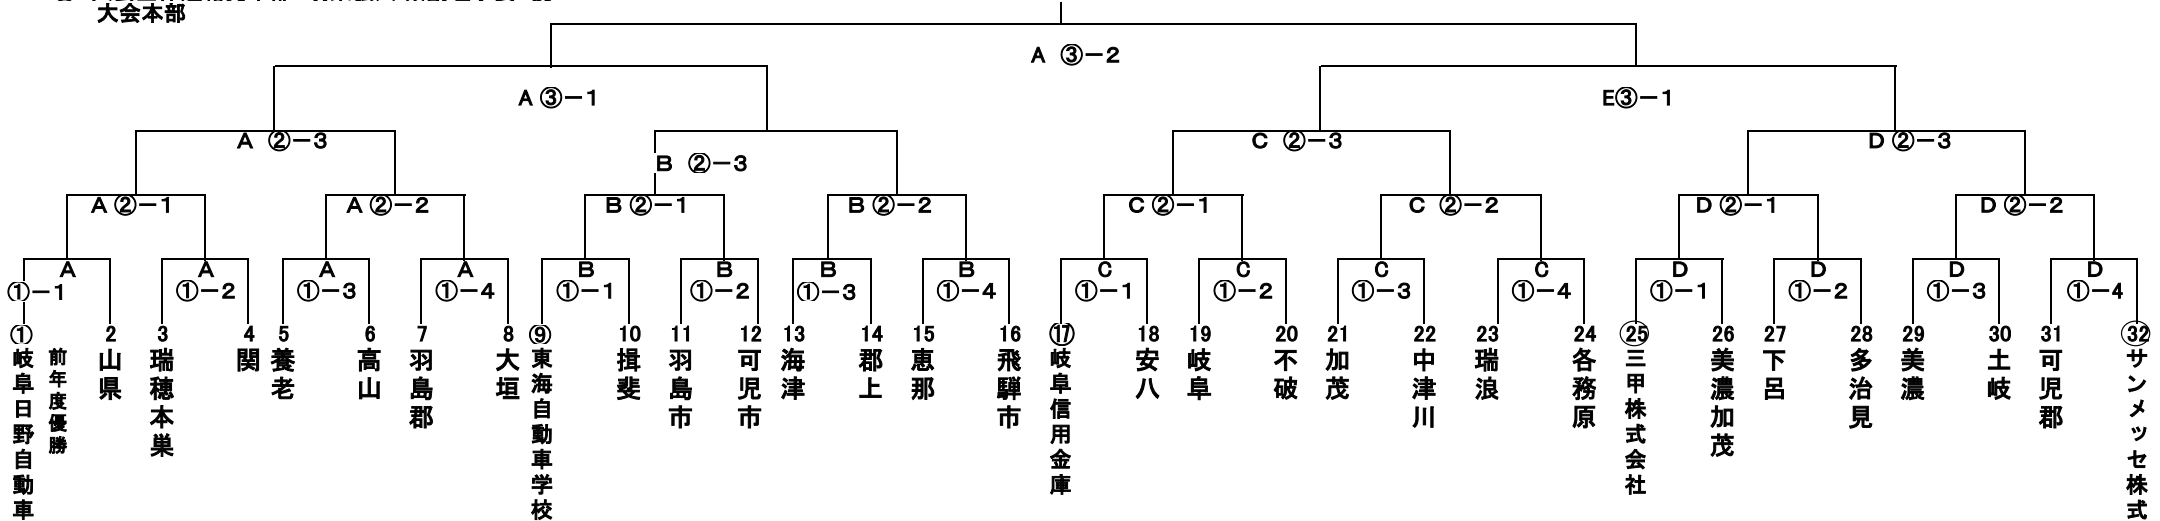 大会本部
A ③－2
A ③－1
E③－1
A ②－3
C ②－3
D ②－3
B ②－3
A ②－1
A ②－2
B ②－1
B ②－2
C ②－1
C ②－2
D ②－1
D ②－2
A
A
A
A
B
B
B
B
C
C
C
C
D
D
D
D
①－1
①－2
①－3
①－4
①－1
①－2
①－3
①－4
①－1
①－2
①－3
①－4
①－1
①－2
①－3
①－4
① 岐阜日野自動車
前年度優勝
2 山県
3 瑞穂本巣
4 関
5 養老
6 高山
7 羽島郡
8 大垣
⑨ 東海自動車学校
10 揖斐
11 羽島市
12 可児市
13 海津
14 郡上
15 恵那
16 飛騨市
⑰ 岐阜信用金庫
18 安八
19 岐阜
20 不破
21 加茂
22 中津川
23 瑞浪
24 各務原
㉕ 三甲株式会社
26 美濃加茂
27 下呂
28 多治見
29 美濃
30 土岐
31 可児郡
㉜ サンメッセ株式